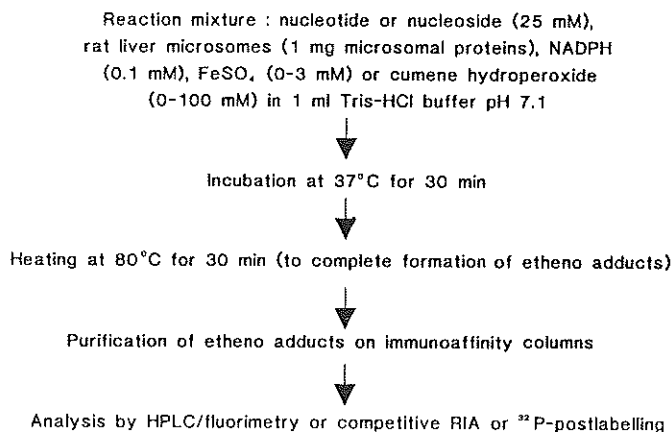 Reaction mixture : nucleotide or nucleoside (25 mM),
rat liver microsomes (1 mg microsomal proteins), NADPH
(0.1 mM), FeSO₄ (0-3 mM) or cumene hydroperoxide
(0-100 mM) in 1 ml Tris-HCl buffer pH 7.1
Incubation at 37°C for 30 min
Heating at 80°C for 30 min (to complete formation of etheno adducts)
Purification of etheno adducts on immunoaffinity columns
Analysis by HPLC/fluorimetry or competitive RIA or ³²P-postlabelling